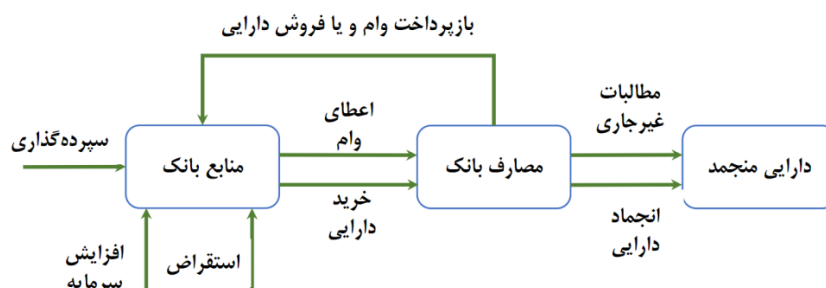 بازپرداخت وام و یا فروش دارایی
سپرده‌گذاری
منابع بانک
اعطای
وام
خرید
دارایی
مصارف بانک
مطالبات
غیرجاری
انجماد
دارایی
دارایی منجمد
افزایش
سرمایه
استقراض